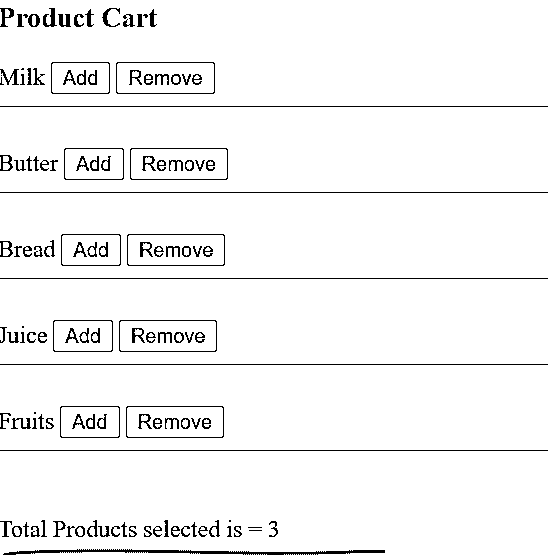 Product Cart
Milk Add Remove
Butter Add Remove
Bread Add Remove
Juice Add Remove
Fruits Add Remove
Total Products selected is = 3